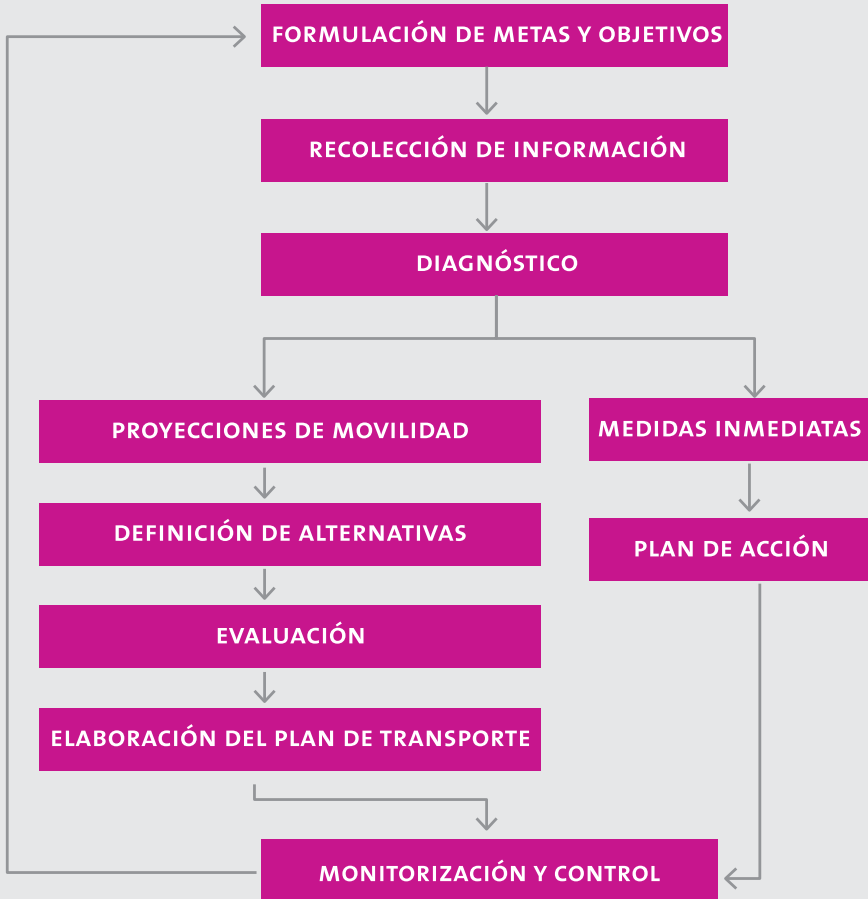 FORMULACIÓN DE METAS Y OBJETIVOS
RECOLECCIÓN DE INFORMACIÓN
DIAGNÓSTICO
PROYECCIONES DE MOVILIDAD
MEDIDAS INMEDIATAS
DEFINICIÓN DE ALTERNATIVAS
PLAN DE ACCIÓN
EVALUACIÓN
ELABORACIÓN DEL PLAN DE TRANSPORTE
MONITORIZACIÓN Y CONTROL